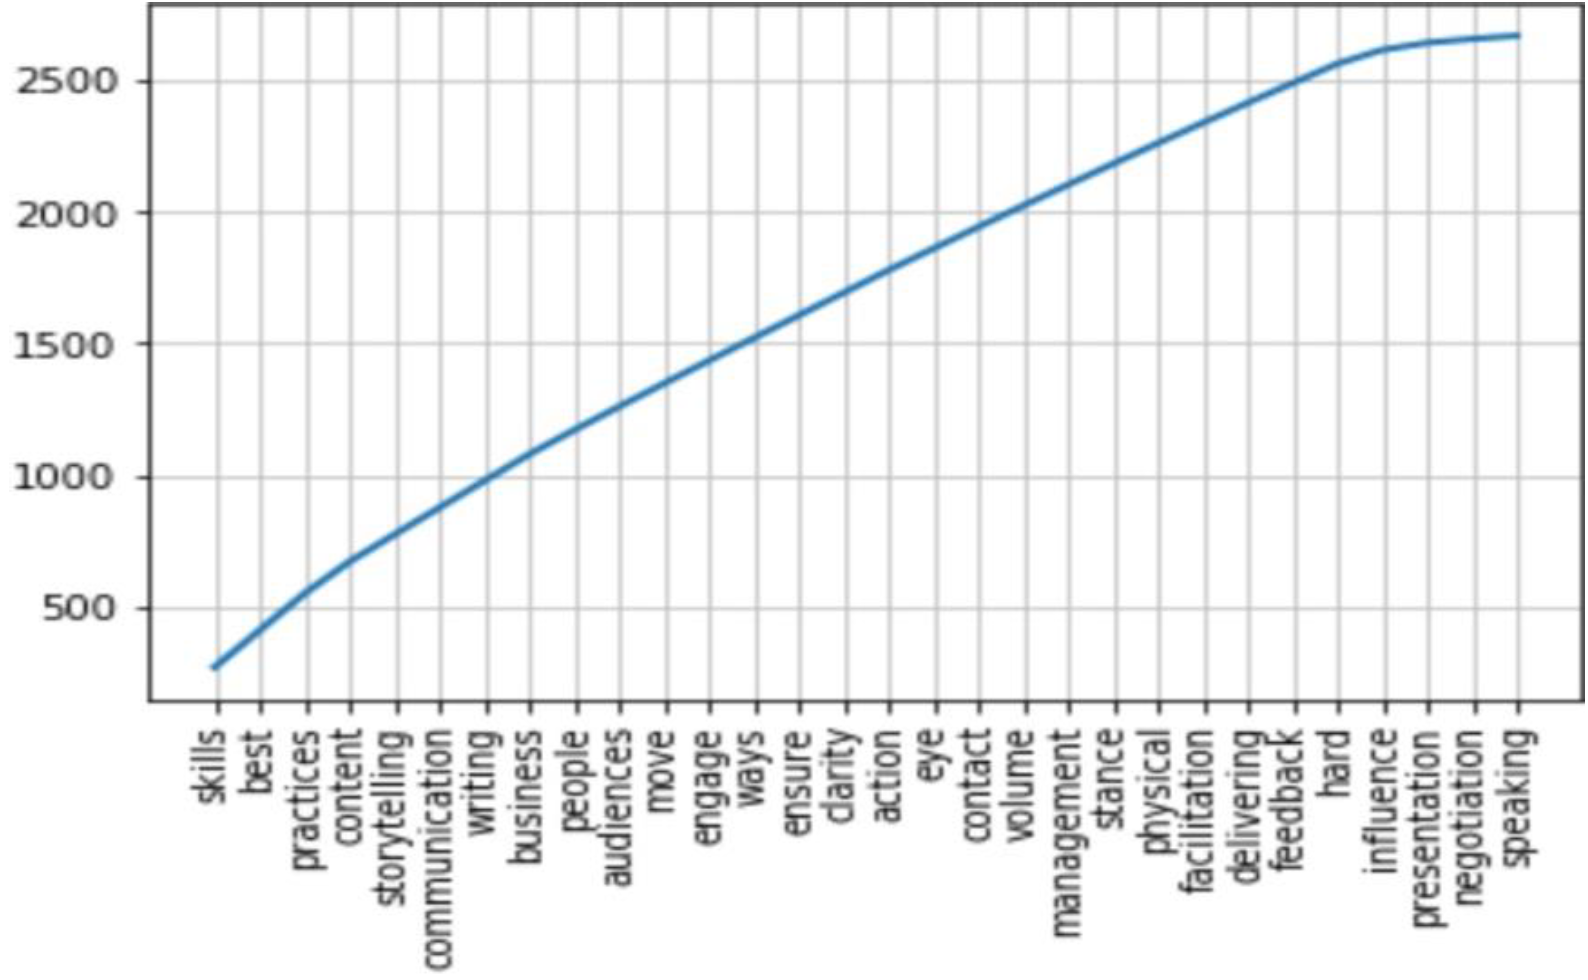 2500
2000
1500
1000
500
skills
best
practices
content
storytelling
communication
writing
business
people
audiences
move
engage
ways
ensure
clarity
action
eye
contact
volume
management
stance
physical
facilitation
delivering
feedback
hard
influence
presentation
negotiation
speaking